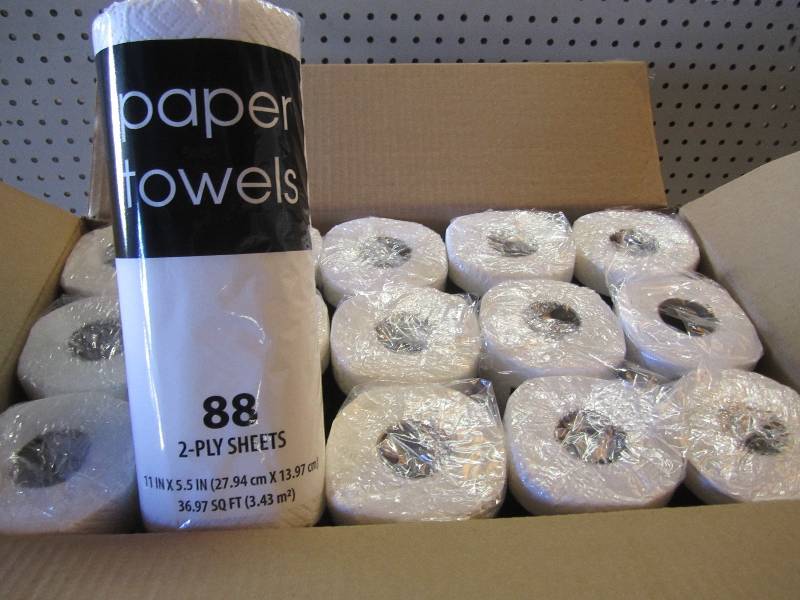 paper
towels
88
2-PLY SHEETS
11 IN X 5.5 IN (27.94 cm X 13.97 cm)
36.97 SQ FT (3.43 m²)